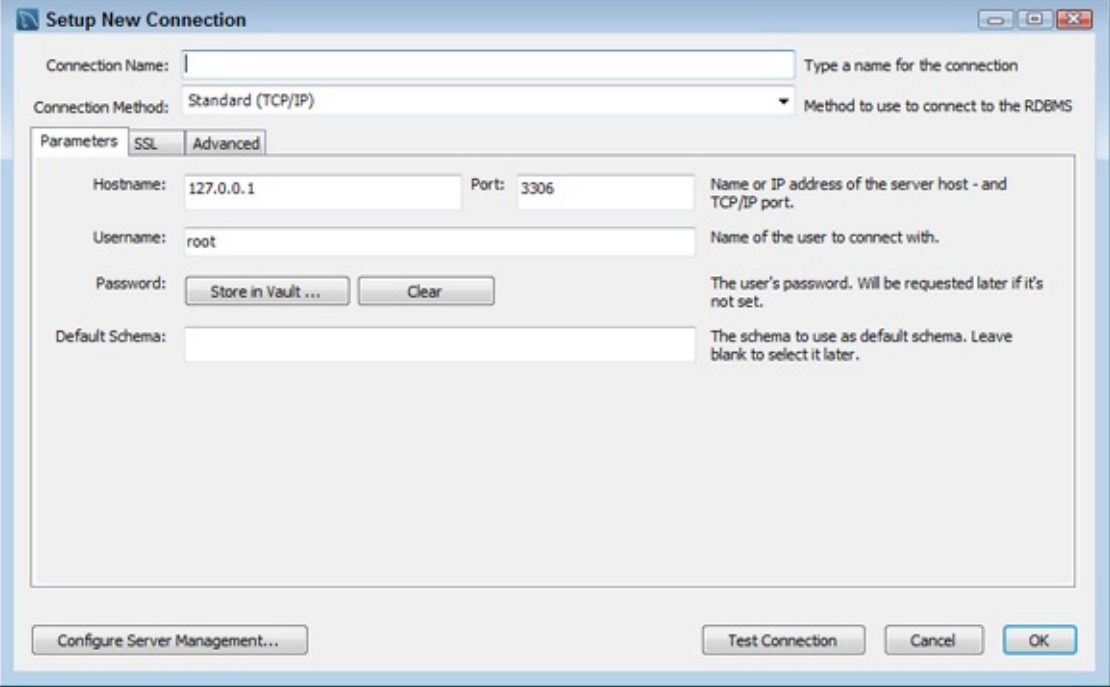 Setup New Connection
Connection Name:
Type a name for the connection
Connection Method:
Standard (TCP/IP)
Method to use to connect to the RDBMS
Parameters
SSL
Advanced
Hostname:
127.0.0.1
Port:
3306
Name or IP address of the server host - and
TCP/IP port.
Username:
root
Name of the user to connect with.
Password:
Store in Vault ...
Clear
The user's password. Will be requested later if it's
not set.
Default Schema:
The schema to use as default schema. Leave
blank to select it later.
Configure Server Management...
Test Connection
Cancel
OK